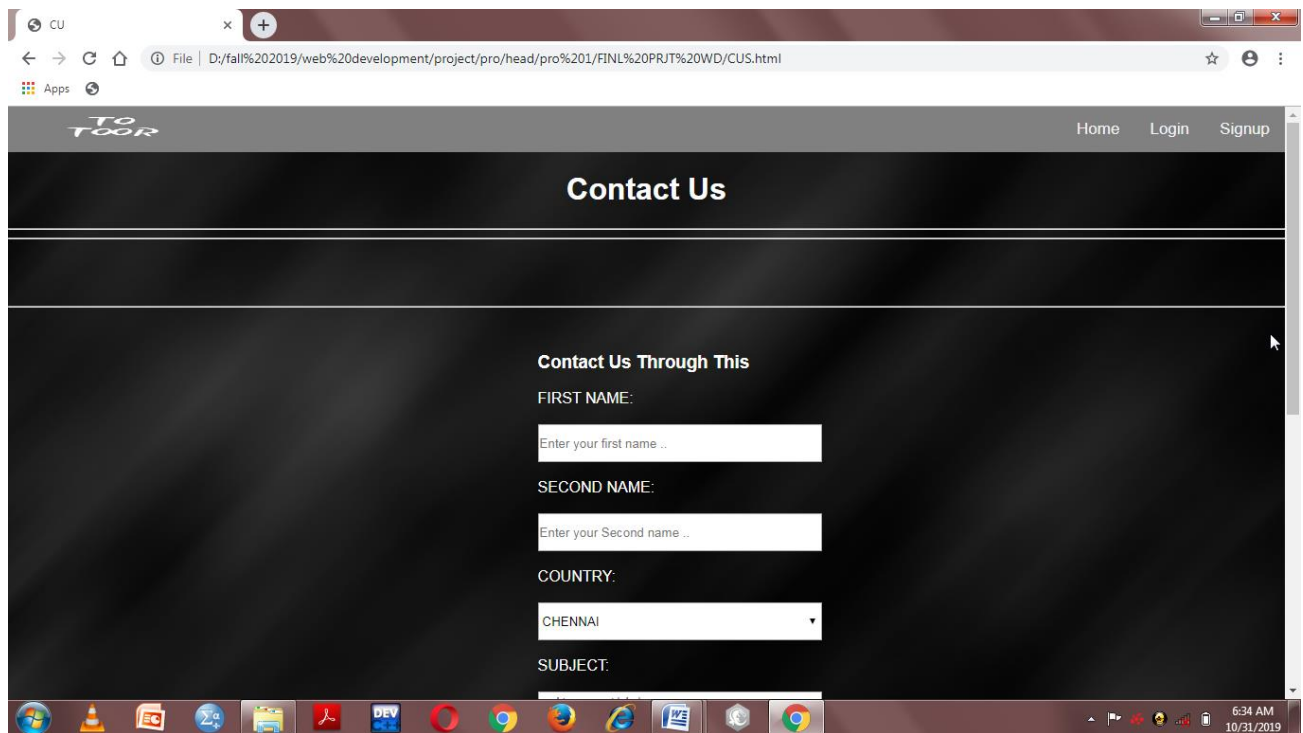 CU
File D:/fall%202019/web%20development/project/pro/head/pro%201/FINL%20PRJT%20WD/CUS.html
Apps
TO
TOOR
Home Login Signup
Contact Us
Contact Us Through This
FIRST NAME:
Enter your first name ..
SECOND NAME:
Enter your Second name ..
COUNTRY:
CHENNAI
SUBJECT:
DEV
6:34 AM
10/31/2019